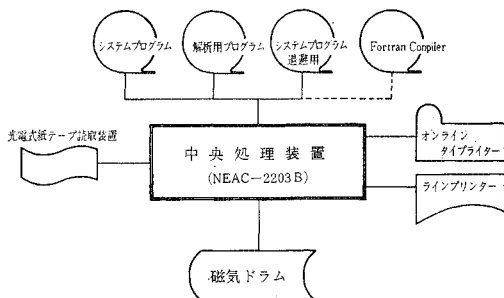 システムプログラム
解析用プログラム
システムプログラム
退避用
Fortran Conpiler
光電式紙テープ読取装置
中央処理装置
(NEAC-2203B)
オンライン
タイプライター
ラインプリンター
磁気ドラム